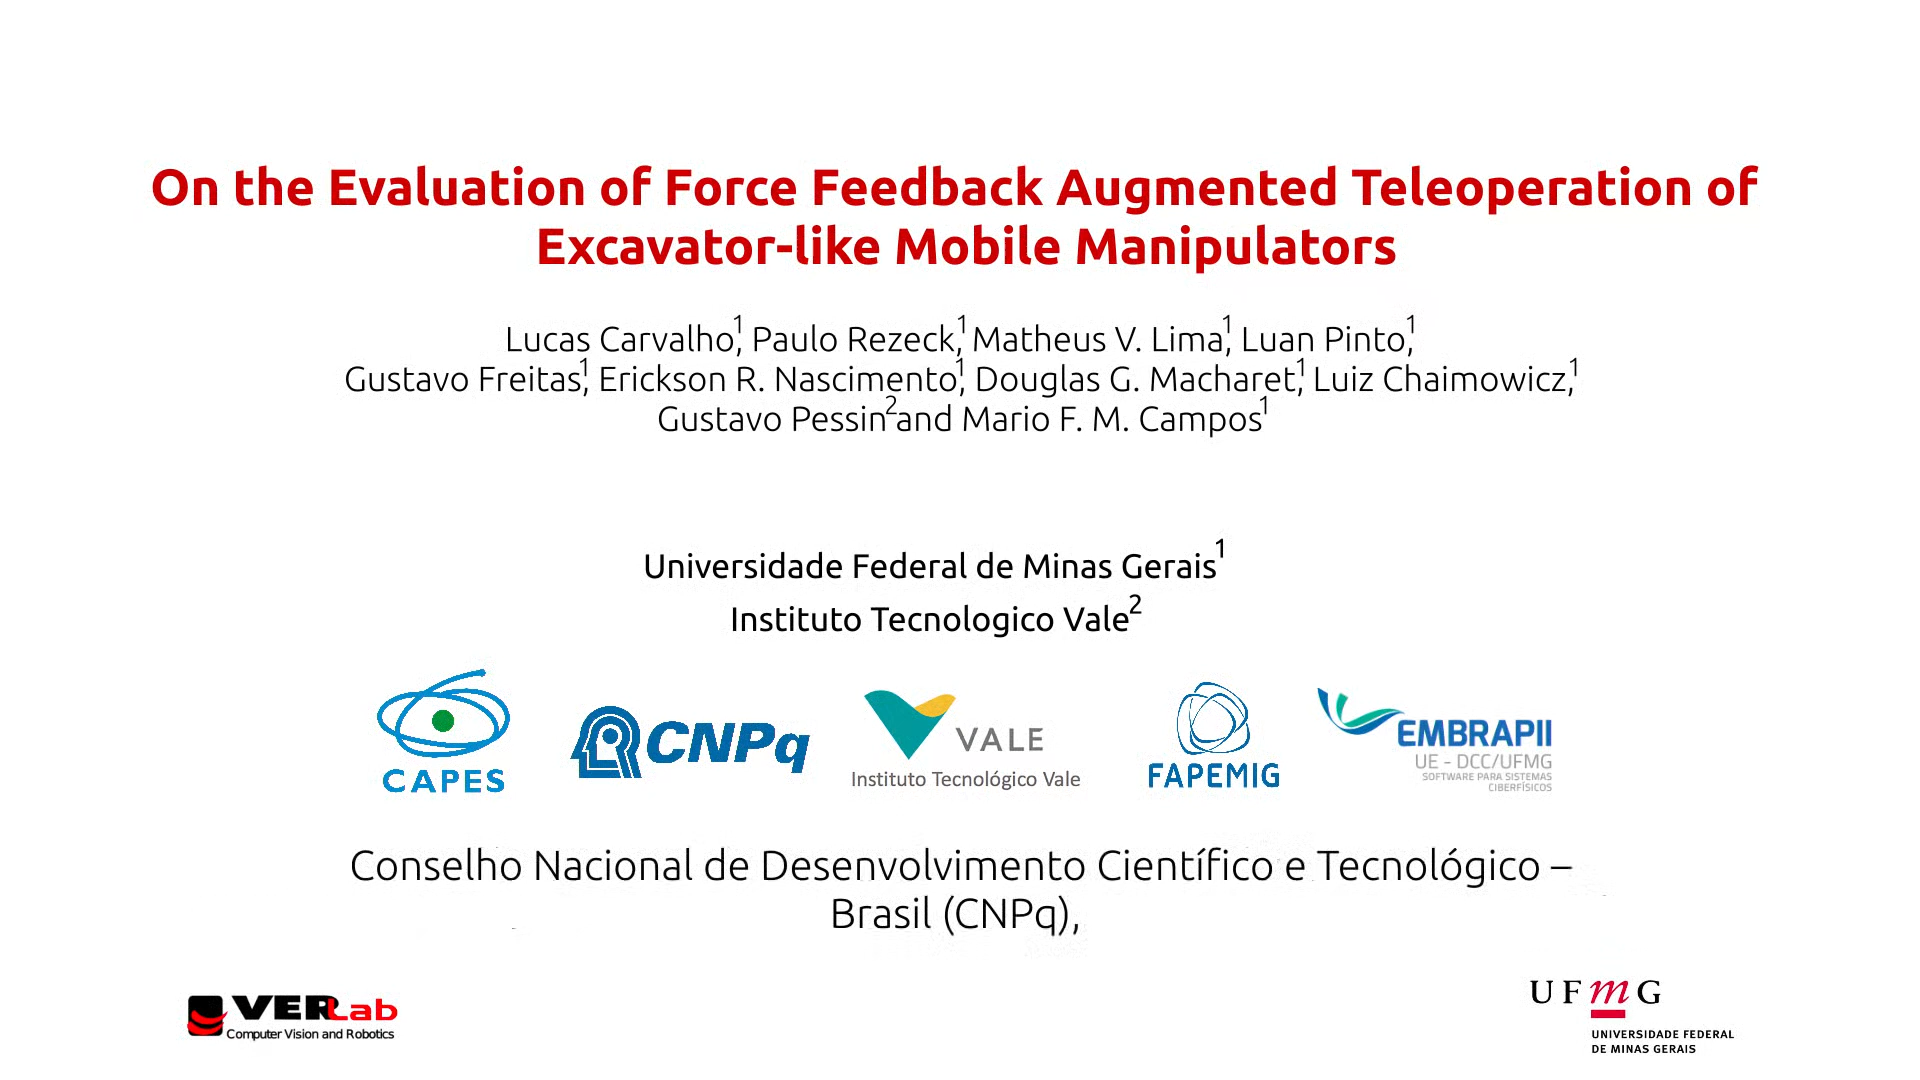 On the Evaluation of Force Feedback Augmented Teleoperation of
Excavator-like Mobile Manipulators
Lucas Carvalho,¹ Paulo Rezeck,¹ Matheus V. Lima,¹ Luan Pinto,¹
Gustavo Freitas,¹ Erickson R. Nascimento,¹ Douglas G. Macharet,¹ Luiz Chaimowicz,¹
Gustavo Pessin² and Mario F. M. Campos¹
Universidade Federal de Minas Gerais¹
Instituto Tecnologico Vale²
CAPES
CNPq
VALE
Instituto Tecnológico Vale
FAPEMIG
EMBRAPII
UE - DCC/UFMG
SOFTWARE PARA SISTEMAS
CIBERFÍSICOS
Conselho Nacional de Desenvolvimento Científico e Tecnológico –
Brasil (CNPq),
VERLab
Computer Vision and Robotics
UFmG
UNIVERSIDADE FEDERAL
DE MINAS GERAIS